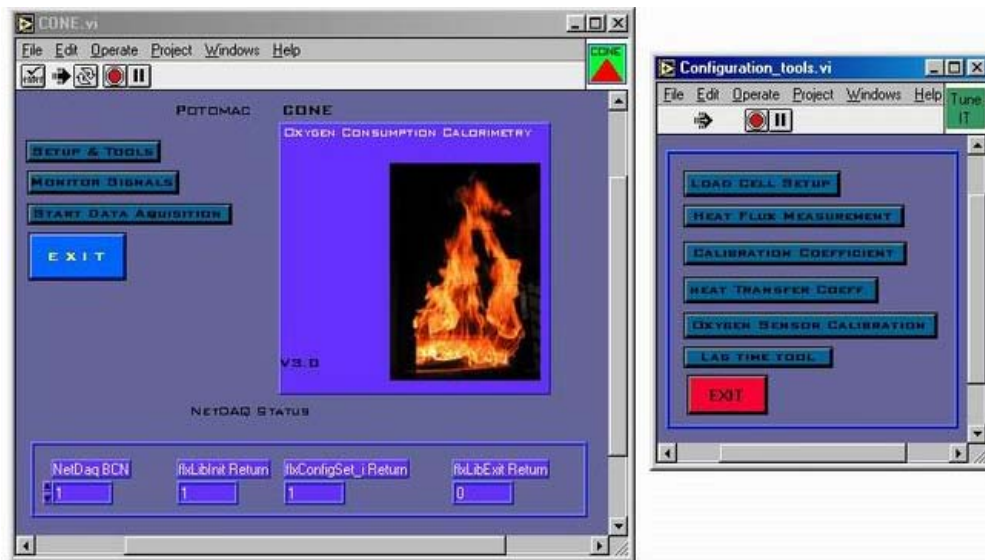 CONE.vi
File Edit Operate Project Windows Help
CONE
POTOMAC CONE
OXYGEN CONSUMPTION CALORIMETRY
SETUP & TOOLS
MONITOR SIGNALS
START DATA AQUISITION
EXIT
V3.0
NETDAQ STATUS
NetDaq BCN flxLibInit Return flxConfigSet_i Return flxLibExit Return
1 1 1 0
Configuration_tools.vi
File Edit Operate Project Windows Help
Tune
IT
LOAD CELL SETUP
HEAT FLUX MEASUREMENT
CALIBRATION COEFFICIENT
HEAT TRANSFER COEFF
OXYGEN SENSOR CALIBRATION
LAG TIME TOOL
EXIT